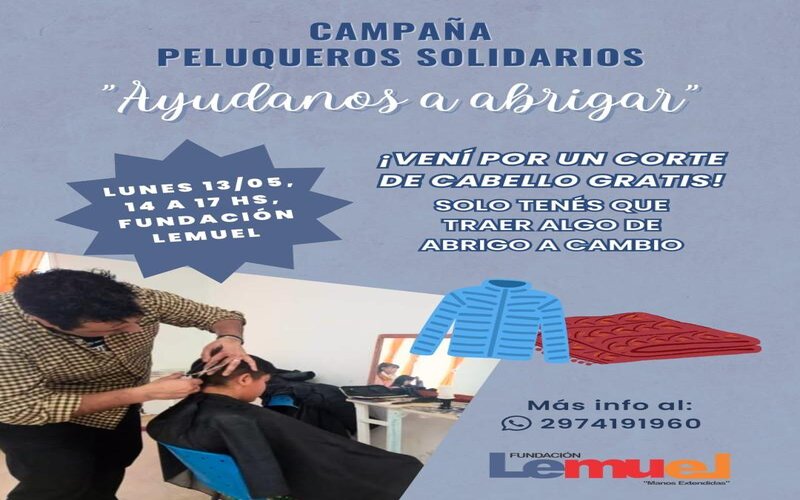 CAMPAÑA
PELUQUEROS SOLIDARIOS
"Ayudanos a abrigar"
LUNES 13/05,
14 A 17 HS,
FUNDACIÓN
LEMUEL
¡VENÍ POR UN CORTE
DE CABELLO GRATIS!
SOLO TENÉS QUE
TRAER ALGO DE
ABRIGO A CAMBIO
Más info al:
2974191960
FUNDACIÓN
Lemuel
"Manos Extendidas"